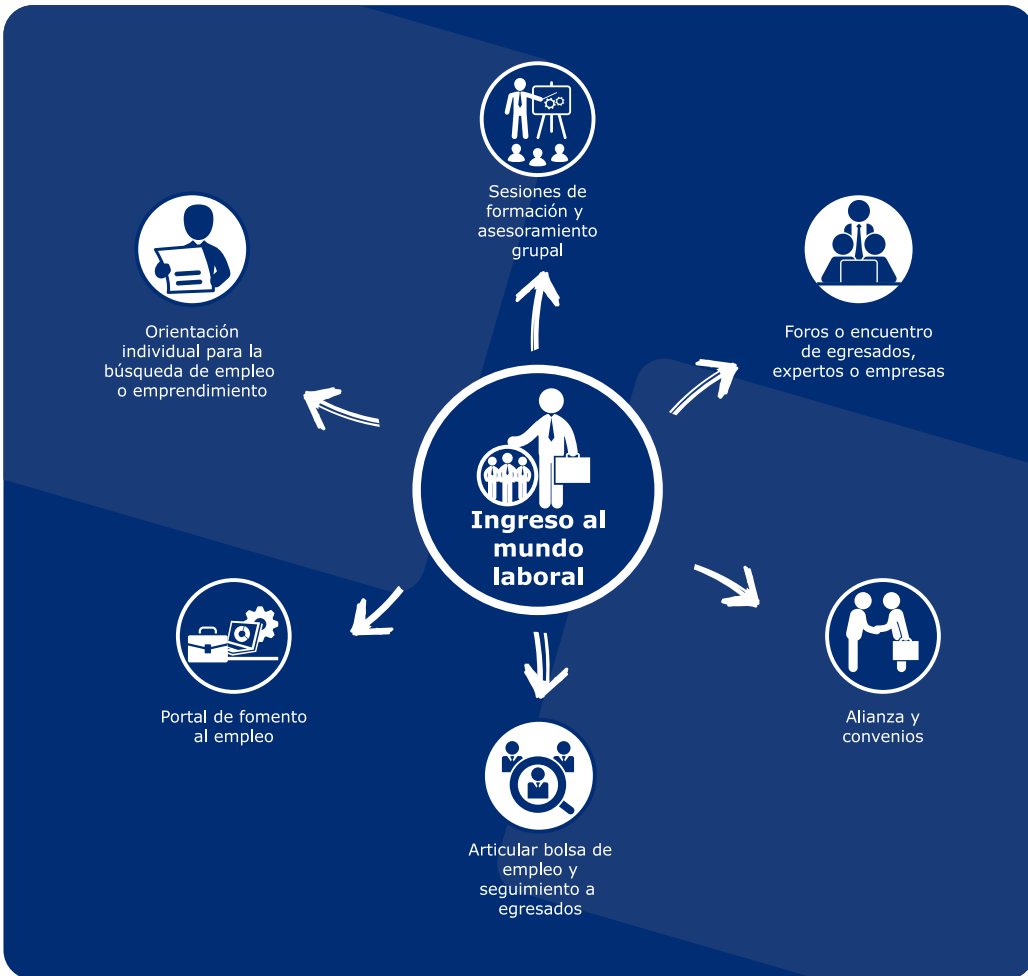 Sesiones de
formación y
asesoramiento
grupal
Orientación
individual para la
búsqueda de empleo
o emprendimiento
Foros o encuentro
de egresados,
expertos o empresas
Ingreso al
mundo
laboral
Portal de fomento
al empleo
Alianza y
convenios
Articular bolsa de
empleo y
seguimiento a
egresados